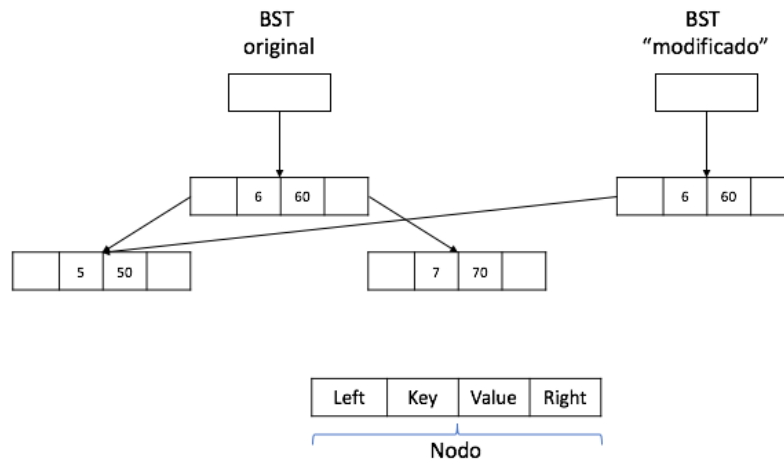 BST
original
BST
“modificado”
6 60
6 60
5 50
7 70
Left Key Value Right
Nodo